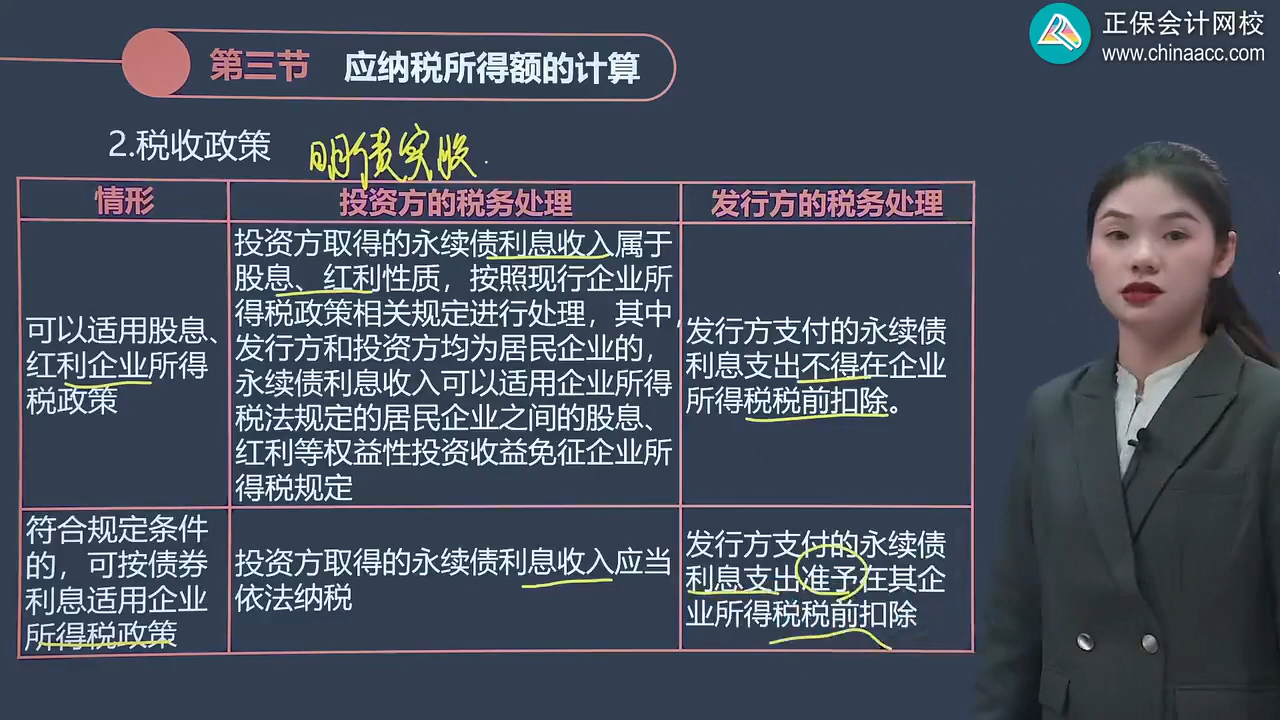 正保会计网校
www.chinaacc.com
第三节 应纳税所得额的计算
2.税收政策
明债实股
情形
投资方的税务处理
发行方的税务处理
可以适用股息、
红利企业所得
税政策
投资方取得的永续债利息收入属于
股息、红利性质，按照现行企业所
得税政策相关规定进行处理，其中，
发行方和投资方均为居民企业的，
永续债利息收入可以适用企业所得
税法规定的居民企业之间的股息、
红利等权益性投资收益免征企业所
得税规定
发行方支付的永续债
利息支出不得在企业
所得税税前扣除。
符合规定条件
的，可按债券
利息适用企业
所得税政策
投资方取得的永续债利息收入应当
依法纳税
发行方支付的永续债
利息支出准予在其企
业所得税税前扣除